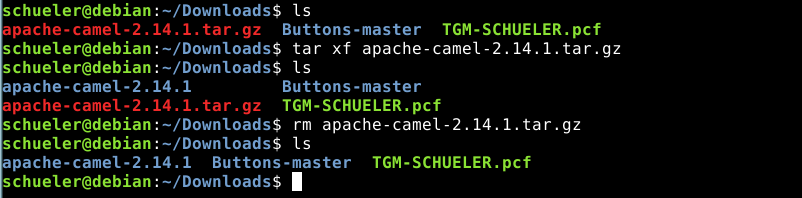 schueler@debian:~/Downloads$ ls
apache-camel-2.14.1.tar.gz  Buttons-master  TGM-SCHUELER.pcf
schueler@debian:~/Downloads$ tar xf apache-camel-2.14.1.tar.gz
schueler@debian:~/Downloads$ ls
apache-camel-2.14.1         Buttons-master
apache-camel-2.14.1.tar.gz  TGM-SCHUELER.pcf
schueler@debian:~/Downloads$ rm apache-camel-2.14.1.tar.gz
schueler@debian:~/Downloads$ ls
apache-camel-2.14.1  Buttons-master  TGM-SCHUELER.pcf
schueler@debian:~/Downloads$